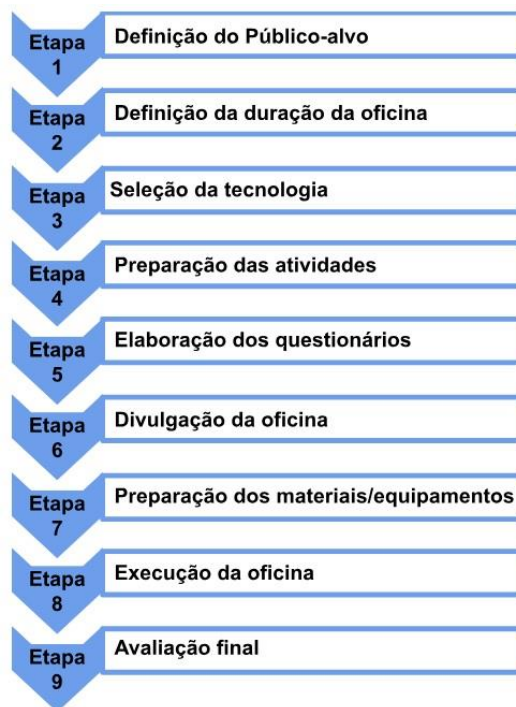 Etapa
1
Definição do Público-alvo
Etapa
2
Definição da duração da oficina
Etapa
3
Seleção da tecnologia
Etapa
4
Preparação das atividades
Etapa
5
Elaboração dos questionários
Etapa
6
Divulgação da oficina
Etapa
7
Preparação dos materiais/equipamentos
Etapa
8
Execução da oficina
Etapa
9
Avaliação final